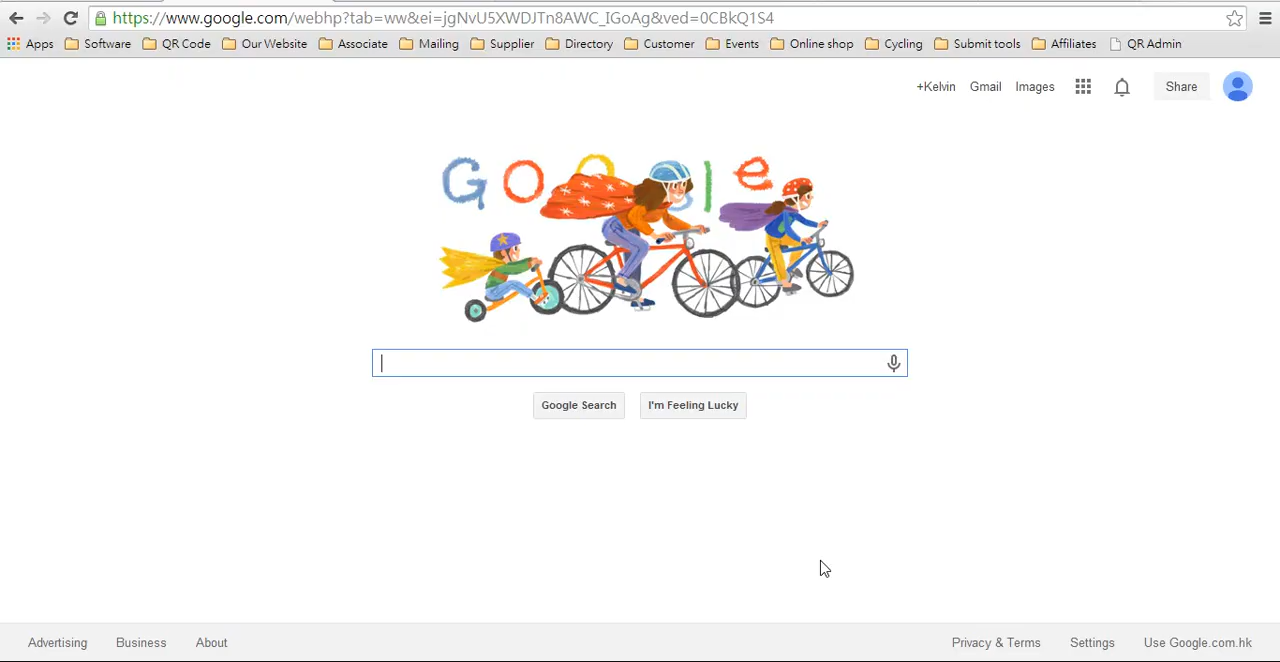 https://www.google.com/webhp?tab=ww&ei=jgNvU5XWDJTn8AWC_IGoAg&ved=0CBkQ1S4
Apps Software QR Code Our Website Associate Mailing Supplier Directory Customer Events Online shop Cycling Submit tools Affiliates QR Admin
+Kelvin Gmail Images Share
Google
Google Search I'm Feeling Lucky
Advertising Business About Privacy & Terms Settings Use Google.com.hk